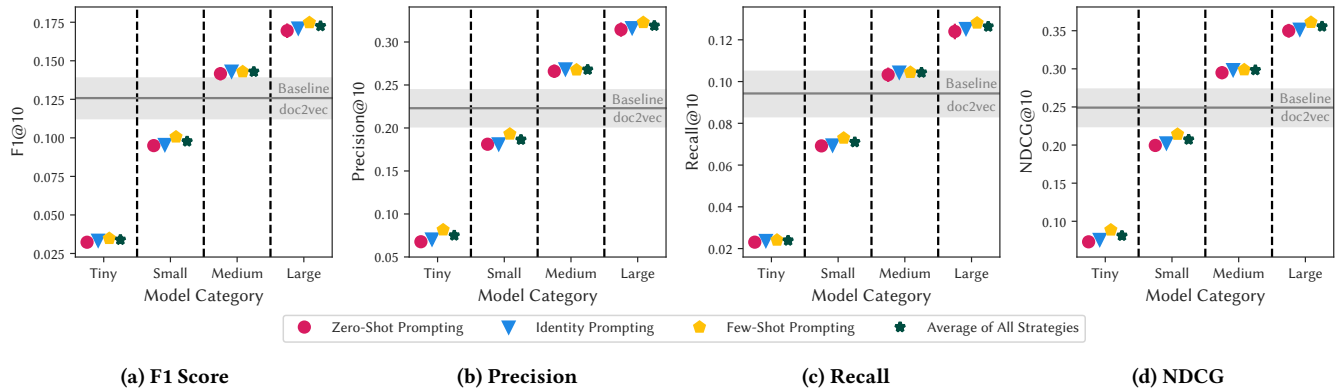 F1@10
0.175
0.150
0.125
0.100
0.075
0.050
0.025
Baseline
doc2vec
Tiny Small Medium Large
Model Category
Precision@10
0.30
0.25
0.20
0.15
0.10
0.05
Baseline
doc2vec
Tiny Small Medium Large
Model Category
Recall@10
0.12
0.10
0.08
0.06
0.04
0.02
Baseline
doc2vec
Tiny Small Medium Large
Model Category
NDCG@10
0.35
0.30
0.25
0.20
0.15
0.10
Baseline
doc2vec
Tiny Small Medium Large
Model Category
Zero-Shot Prompting Identity Prompting Few-Shot Prompting Average of All Strategies
(a) F1 Score (b) Precision (c) Recall (d) NDCG